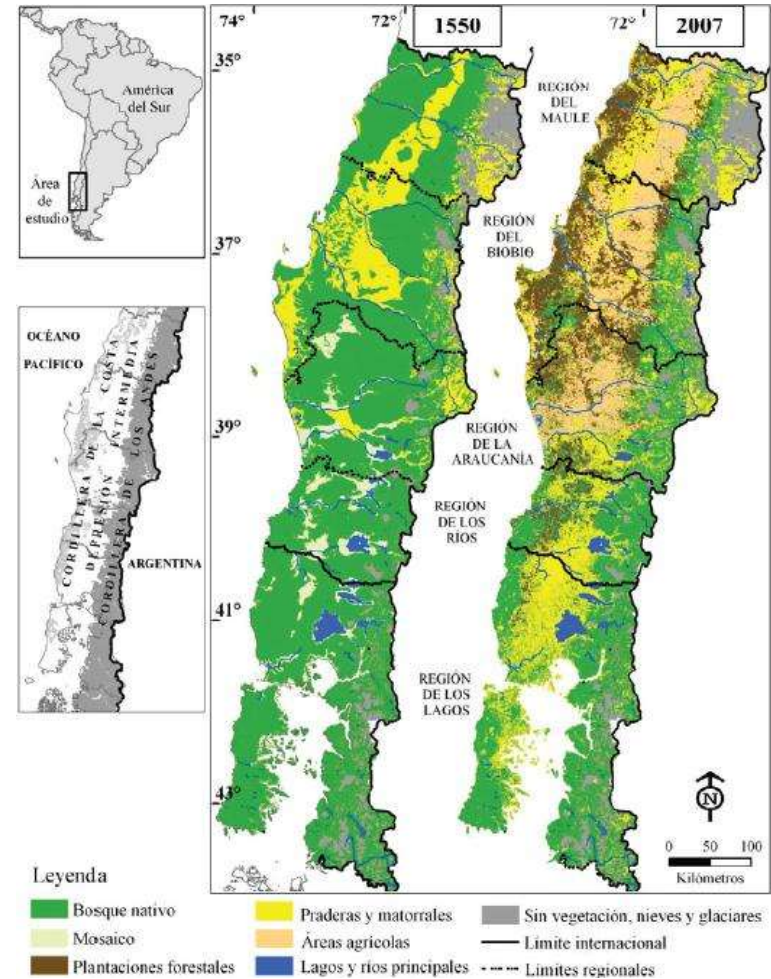 74°
72°
1550
72°
2007
35°
América
del Sur
Área
de
estudio
REGIÓN
DEL
MAULE
REGIÓN
DEL
BIOBIO
37°
OCÉANO
PACÍFICO
CORDILLERA DE LA COSTA
DEPRESIÓN INTERMEDIA
CORDILLERA DE LOS ANDES
ARGENTINA
39°
REGIÓN
DE LA
ARAUCANÍA
REGIÓN
DE LOS
RÍOS
41°
REGIÓN
DE LOS
LAGOS
43°
N
0 50 100
Kilómetros
Leyenda
Bosque nativo
Mosaico
Plantaciones forestales
Praderas y matorrales
Áreas agrícolas
Lagos y ríos principales
Sin vegetación, nieves y glaciares
Límite internacional
Límites regionales